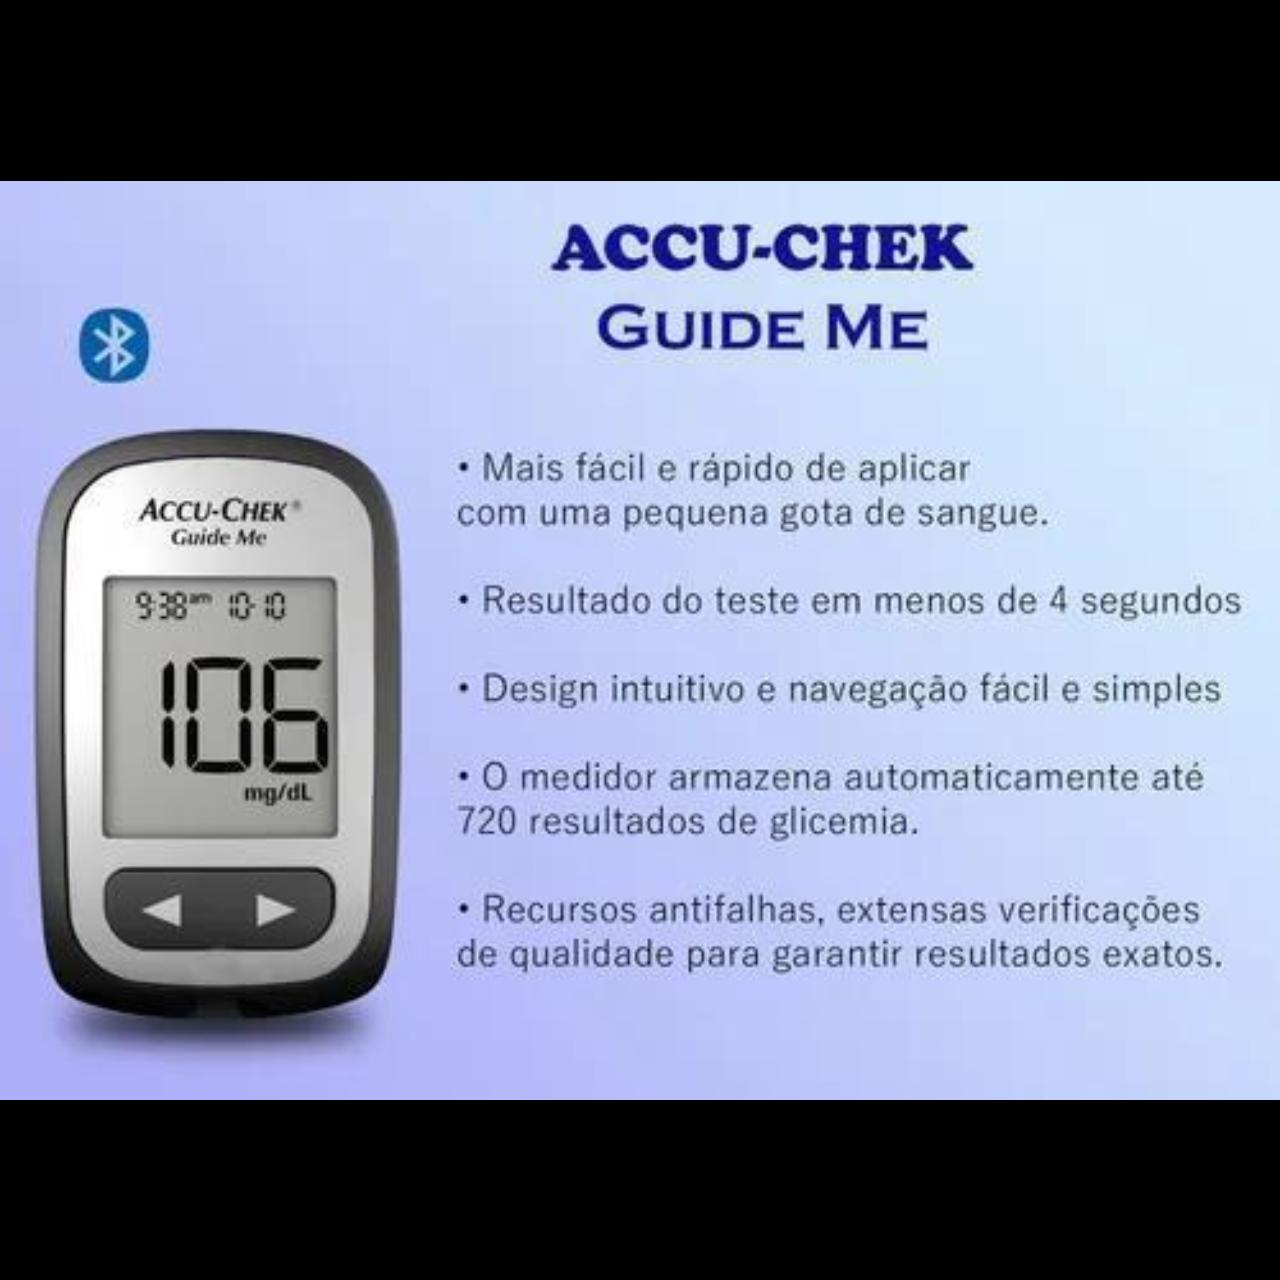 ACCU-CHEK
GUIDE ME
ACCU-CHEK®
Guide Me
9:38am 10-10
106
mg/dL
• Mais fácil e rápido de aplicar
com uma pequena gota de sangue.
• Resultado do teste em menos de 4 segundos
• Design intuitivo e navegação fácil e simples
• O medidor armazena automaticamente até
720 resultados de glicemia.
• Recursos antifalhas, extensas verificações
de qualidade para garantir resultados exatos.